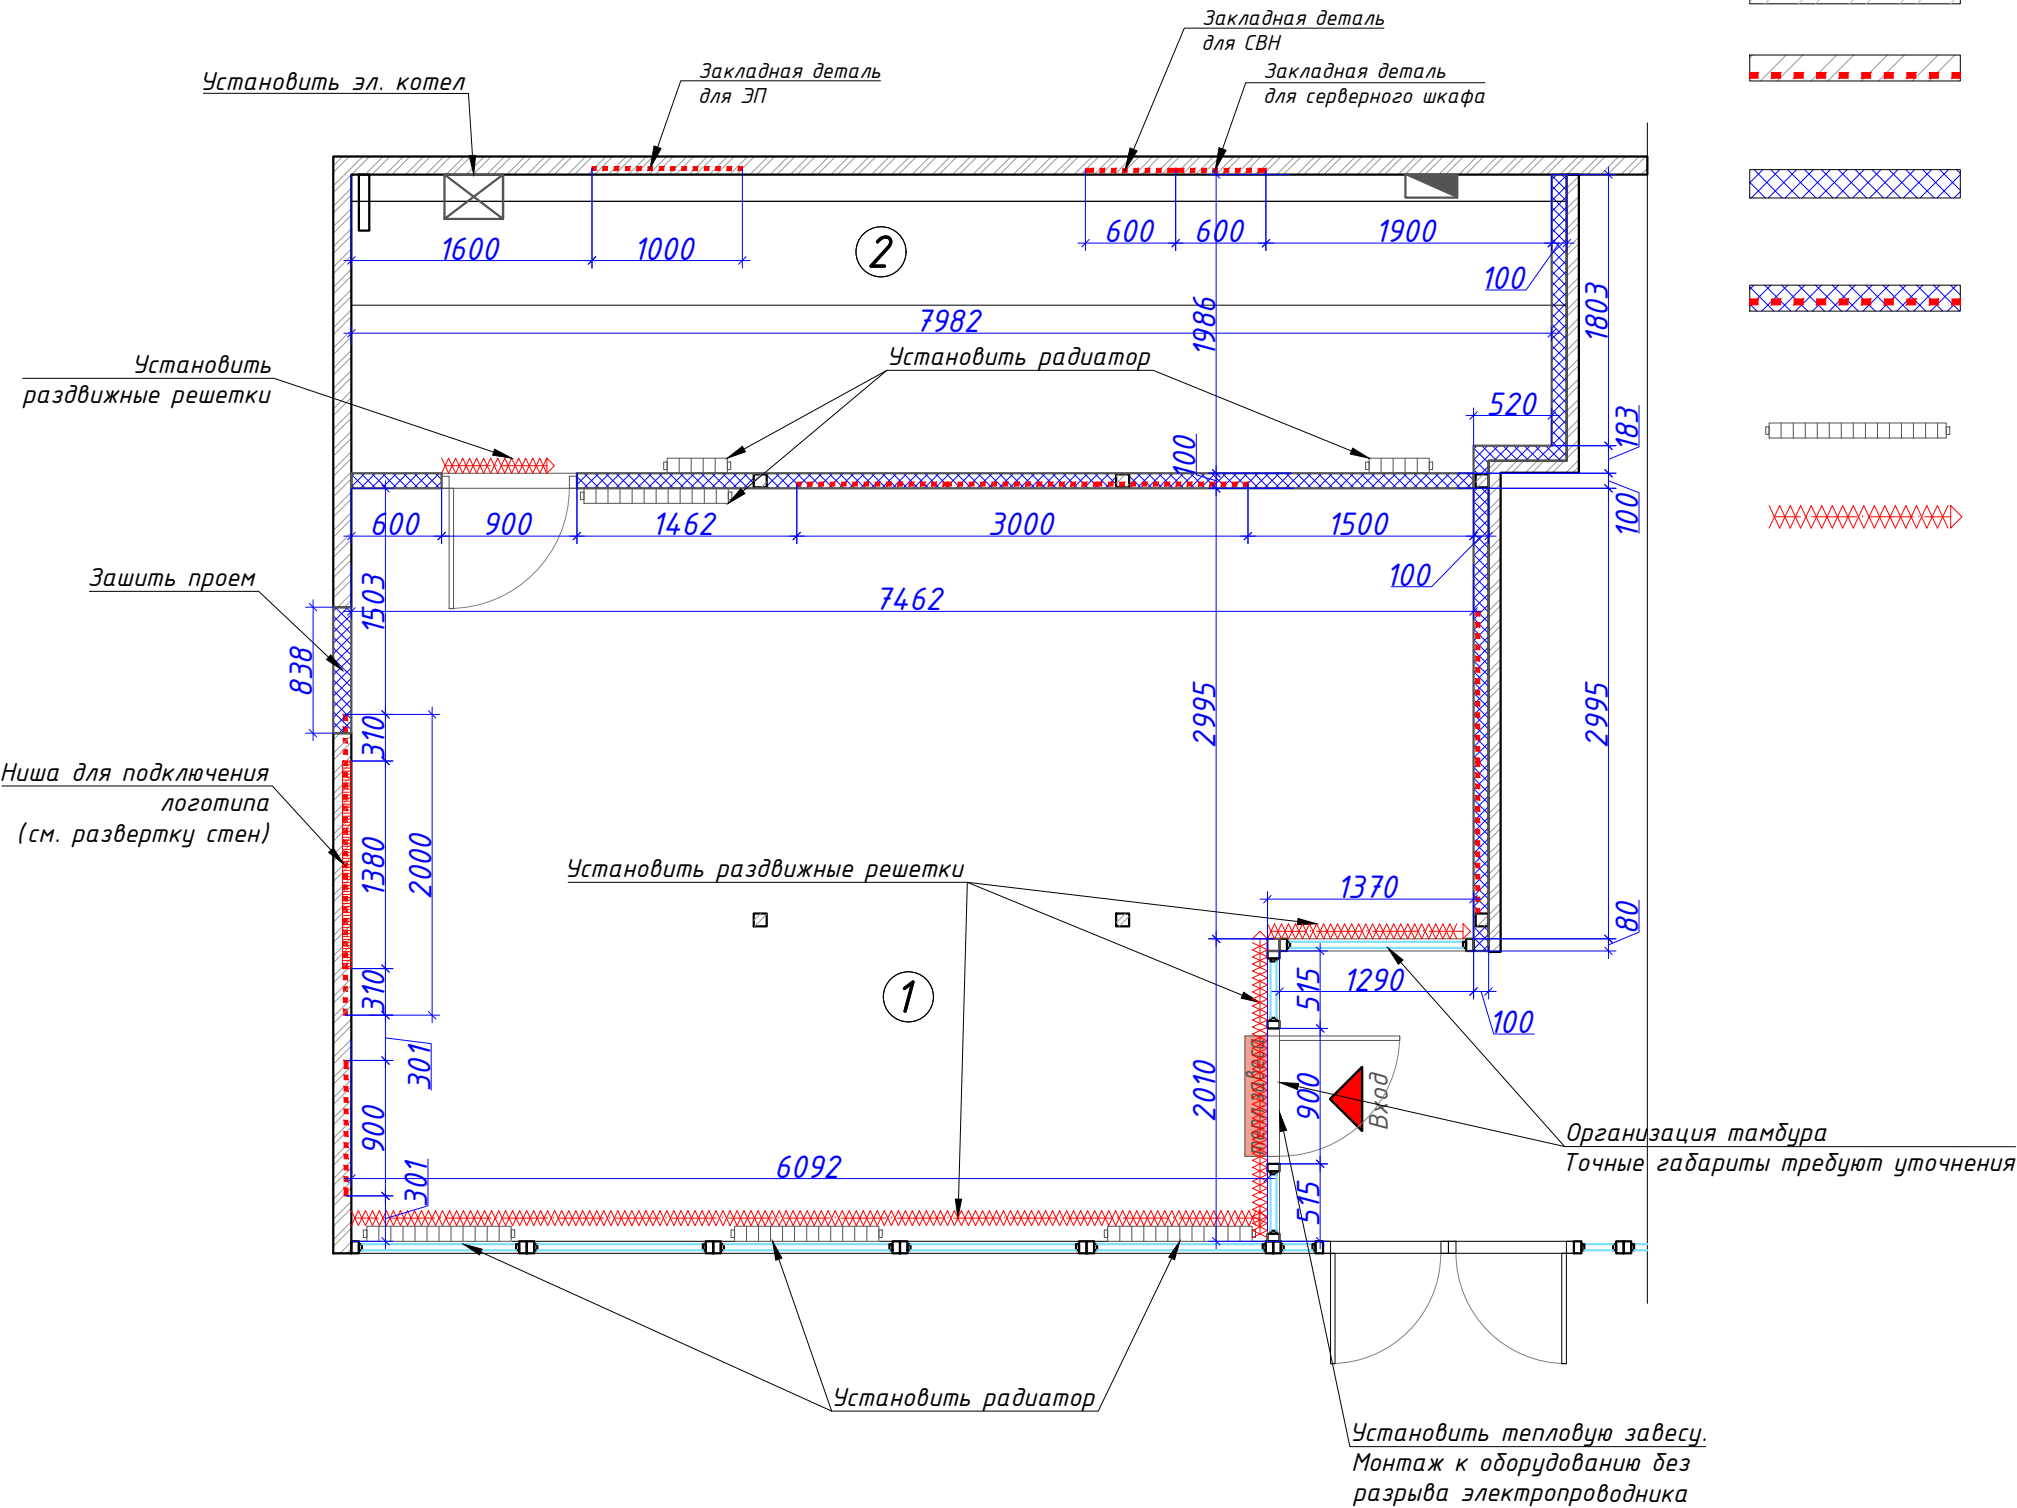 Закладная деталь
для СВН
Установить эл. котел
Закладная деталь
для ЭП
Закладная деталь
для серверного шкафа
1600
1000
2
600
600
1900
100
1803
7982
1986
Установить
раздвижные решетки
Установить радиатор
520
183
100
600
900
1462
3000
1500
100
100
Зашить проем
1503
7462
838
310
2995
2995
Ниша для подключения
логотипа
(см. развертку стен)
1380
2000
Установить раздвижные решетки
1370
80
310
1
515
1290
100
301
тепл.завеса
2010
900
Вход
900
Организация тамбура
Точные габариты требуют уточнения
6092
301
515
Установить радиатор
Установить тепловую завесу.
Монтаж к оборудованию без
разрыва электропроводника